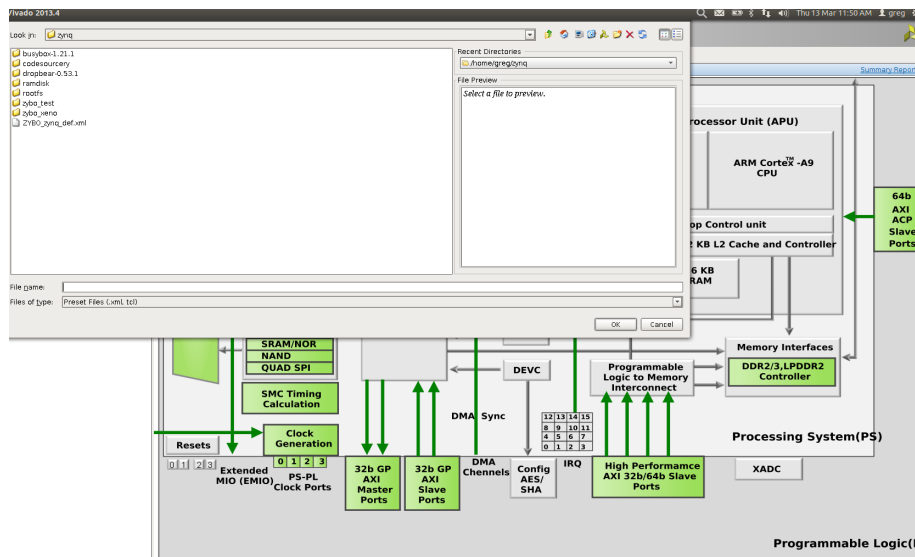 Vivado 2013.4
Thu 13 Mar 11:50 AM greg
Look in: zynq
busybox-1.21.1
codesourcery
dropbear-0.53.1
ramdisk
rootfs
zybo_test
zybo_xeno
ZYBO_zynq_def.xml
Recent Directories
/home/greg/zynq
File Preview
Select a file to preview.
File name:
Files of type: Preset Files (.xml, tcl)
OK Cancel
Summary Report
rocessor Unit (APU)
ARM Cortex™-A9
CPU
64b
AXI
ACP
Slave
Ports
op Control unit
2 KB L2 Cache and Controller
6 KB
RAM
SRAM/NOR
NAND
QUAD SPI
SMC Timing
Calculation
DEVC
Programmable
Logic to Memory
Interconnect
Memory Interfaces
DDR2/3,LPDDR2
Controller
DMA Sync
12 13 14 15
8 9 10 11
4 5 6 7
0 1 2 3
Resets
Clock
Generation
Processing System(PS)
0 1 2 3
Extended
MIO (EMIO)
0 1 2 3
PS-PL
Clock Ports
32b GP
AXI
Master
Ports
32b GP
AXI
Slave
Ports
DMA
Channels
Config
AES/
SHA
IRQ
High Performamce
AXI 32b/64b Slave
Ports
XADC
Programmable Logic(